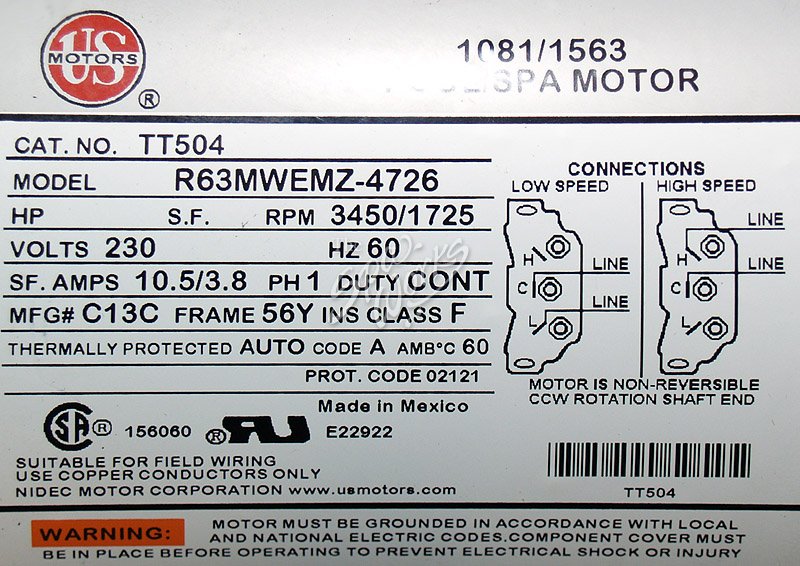 US
MOTORS
®
1081/1563
SPA MOTOR
CAT. NO. TT504
MODEL R63MWEMZ-4726
HP S.F. RPM 3450/1725
VOLTS 230 HZ 60
SF. AMPS 10.5/3.8 PH 1 DUTY CONT
MFG# C13C FRAME 56Y INS CLASS F
THERMALLY PROTECTED AUTO CODE A AMB°C 60
PROT. CODE 02121
CONNECTIONS
LOW SPEED HIGH SPEED
H
C LINE
L LINE
H LINE
C LINE
L
MOTOR IS NON-REVERSIBLE
CCW ROTATION SHAFT END
Made in Mexico
SA ® 156060 ® RU E22922
SUITABLE FOR FIELD WIRING
USE COPPER CONDUCTORS ONLY
NIDEC MOTOR CORPORATION www.usmotors.com
TT504
WARNING: MOTOR MUST BE GROUNDED IN ACCORDANCE WITH LOCAL
AND NATIONAL ELECTRIC CODES.COMPONENT COVER MUST
BE IN PLACE BEFORE OPERATING TO PREVENT ELECTRICAL SHOCK OR INJURY